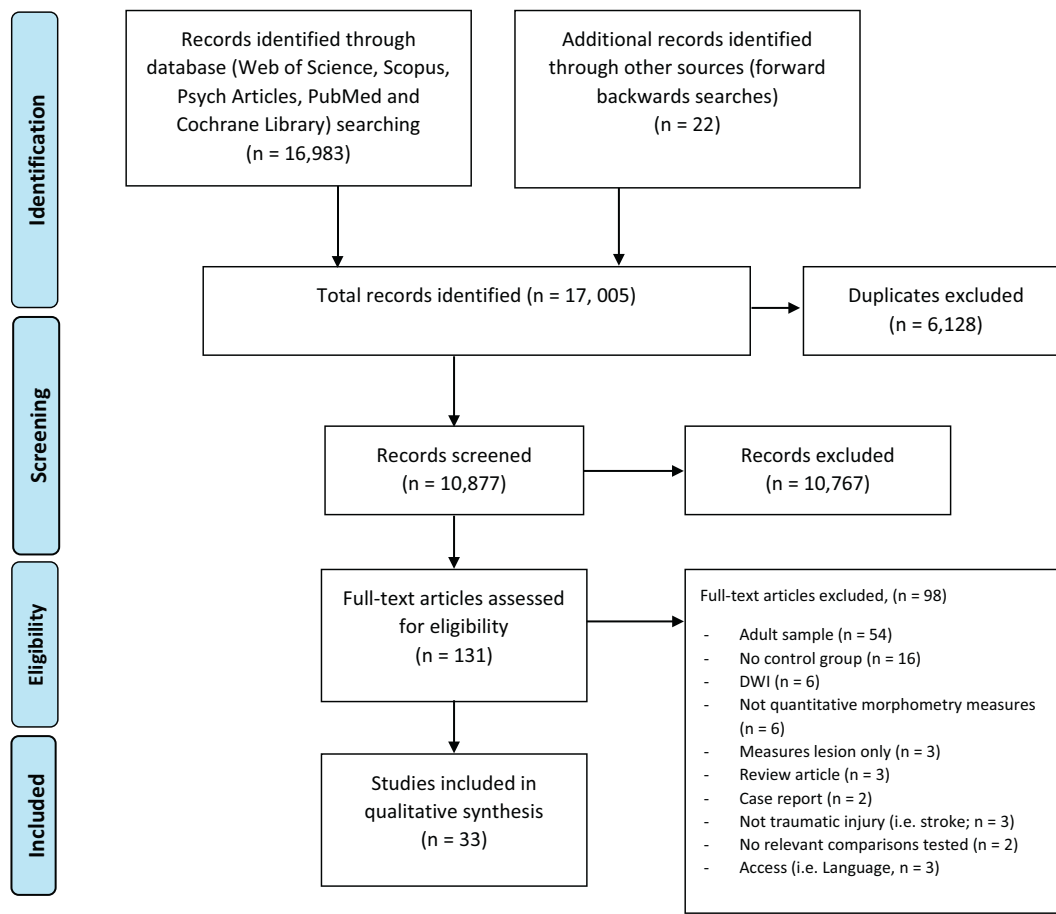 Identification
Records identified through
database (Web of Science, Scopus,
Psych Articles, PubMed and
Cochrane Library) searching
(n = 16,983)
Additional records identified
through other sources (forward
backwards searches)
(n = 22)
Total records identified (n = 17, 005)
Duplicates excluded
(n = 6,128)
Screening
Records screened
(n = 10,877)
Records excluded
(n = 10,767)
Eligibility
Full-text articles assessed
for eligibility
(n = 131)
Full-text articles excluded, (n = 98)
- Adult sample (n = 54)
- No control group (n = 16)
- DWI (n = 6)
- Not quantitative morphometry measures
(n = 6)
- Measures lesion only (n = 3)
- Review article (n = 3)
- Case report (n = 2)
- Not traumatic injury (i.e. stroke; n = 3)
- No relevant comparisons tested (n = 2)
- Access (i.e. Language, n = 3)
Included
Studies included in
qualitative synthesis
(n = 33)